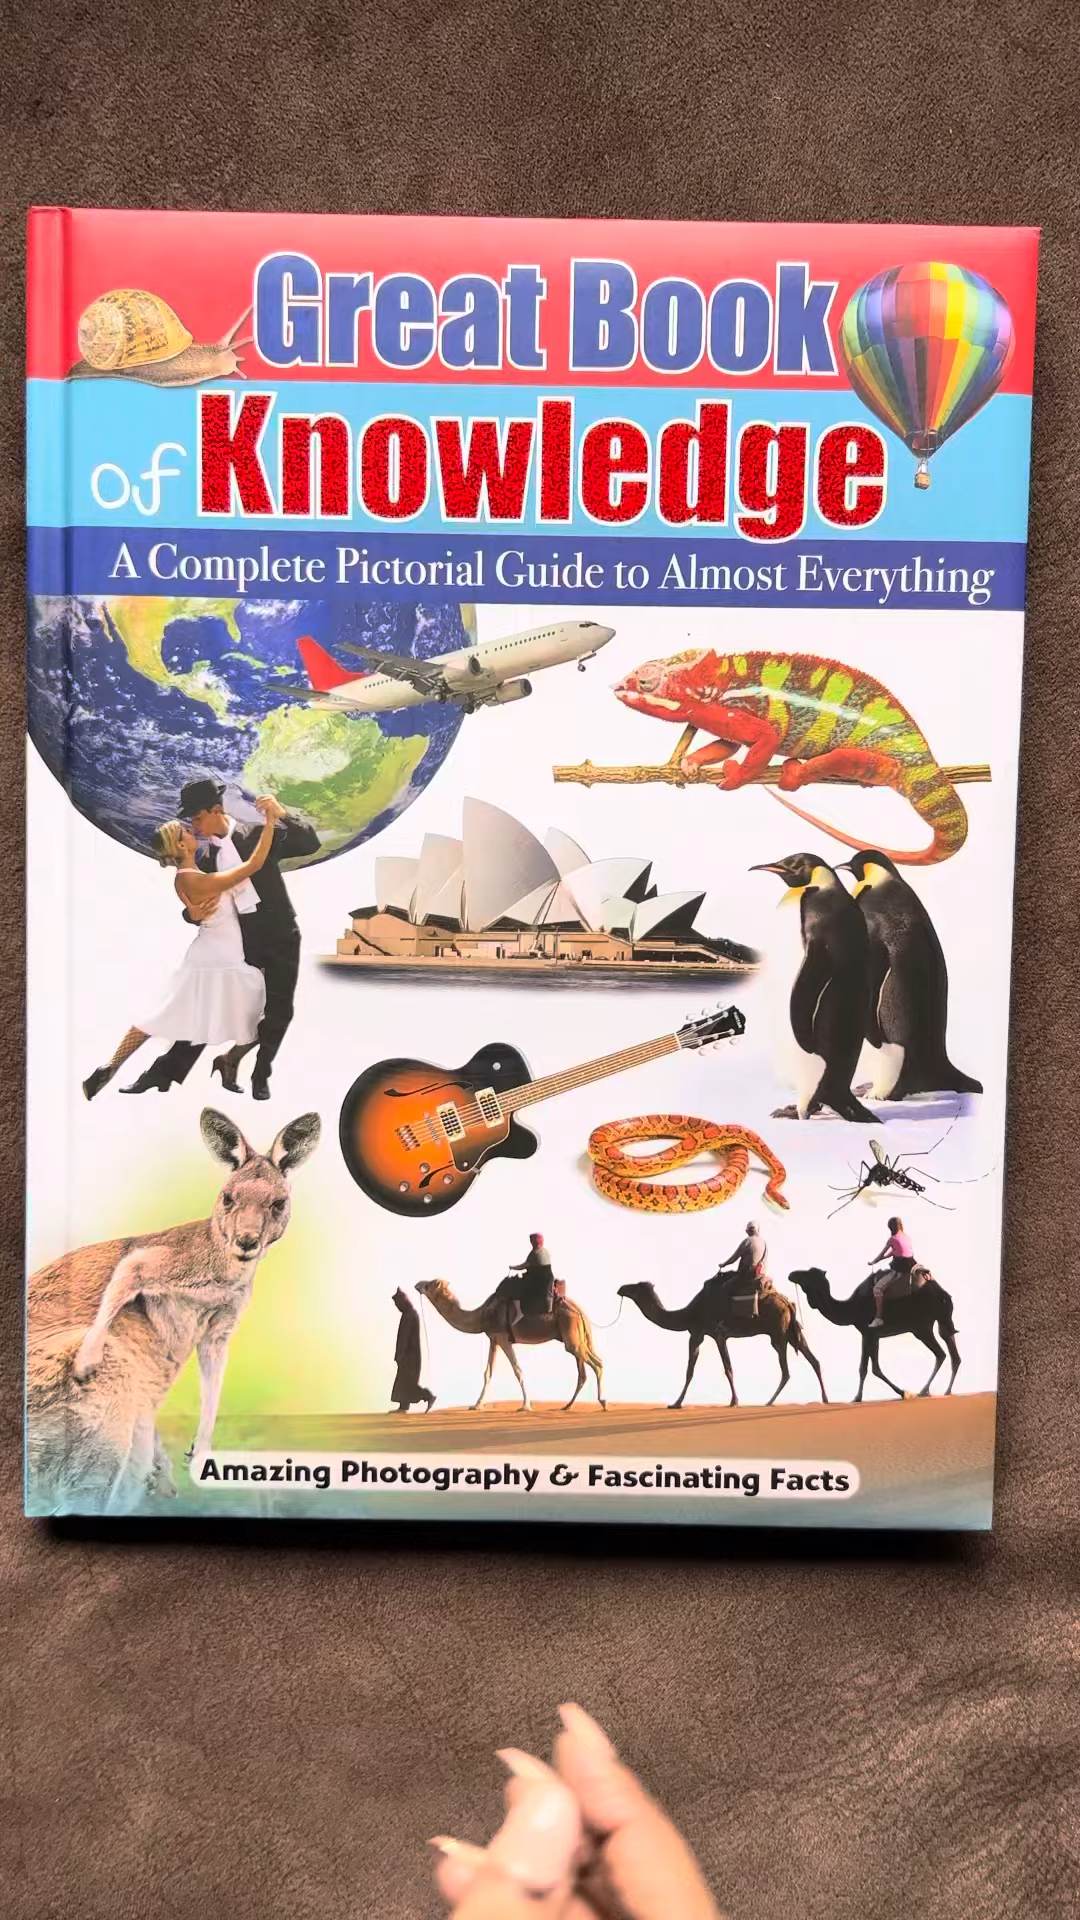 Great Book
of Knowledge
A Complete Pictorial Guide to Almost Everything
Amazing Photography & Fascinating Facts